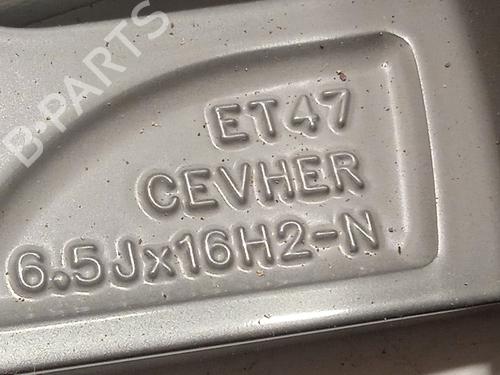 B-PARTS
ET47
CEVHER
6.5Jx16H2-N